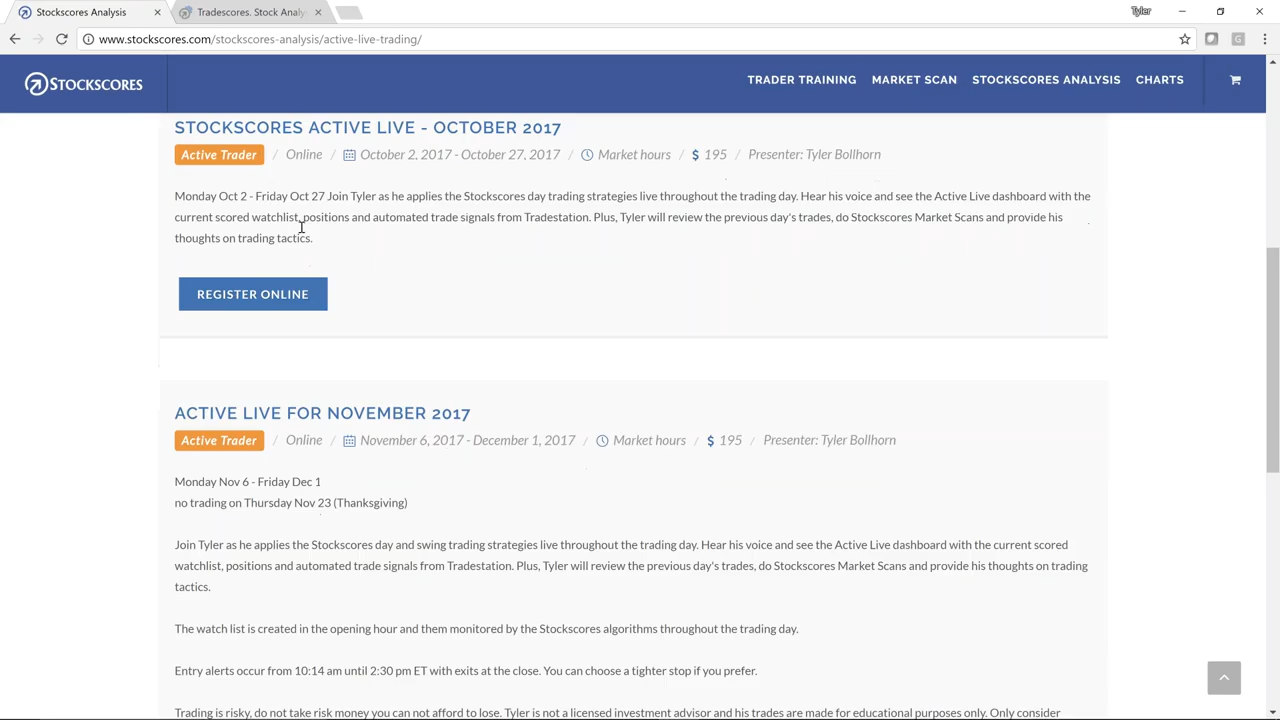 Stockscores Analysis
Tradescores. Stock Analy
Tyler
www.stockscores.com/stockscores-analysis/active-live-trading/
STOCKSCORES
TRADER TRAINING MARKET SCAN STOCKSCORES ANALYSIS CHARTS
STOCKSCORES ACTIVE LIVE - OCTOBER 2017
Active Trader / Online / October 2, 2017 - October 27, 2017 / Market hours / $ 195 / Presenter: Tyler Bollhorn
Monday Oct 2 - Friday Oct 27 Join Tyler as he applies the Stockscores day trading strategies live throughout the trading day. Hear his voice and see the Active Live dashboard with the
current scored watchlist, positions and automated trade signals from Tradestation. Plus, Tyler will review the previous day's trades, do Stockscores Market Scans and provide his
thoughts on trading tactics.
REGISTER ONLINE
ACTIVE LIVE FOR NOVEMBER 2017
Active Trader / Online / November 6, 2017 - December 1, 2017 / Market hours / $ 195 / Presenter: Tyler Bollhorn
Monday Nov 6 - Friday Dec 1
no trading on Thursday Nov 23 (Thanksgiving)
Join Tyler as he applies the Stockscores day and swing trading strategies live throughout the trading day. Hear his voice and see the Active Live dashboard with the current scored
watchlist, positions and automated trade signals from Tradestation. Plus, Tyler will review the previous day's trades, do Stockscores Market Scans and provide his thoughts on trading
tactics.
The watch list is created in the opening hour and them monitored by the Stockscores algorithms throughout the trading day.
Entry alerts occur from 10:14 am until 2:30 pm ET with exits at the close. You can choose a tighter stop if you prefer.
Trading is risky, do not take risk money you can not afford to lose. Tyler is not a licensed investment advisor and his trades are made for educational purposes only. Only consider